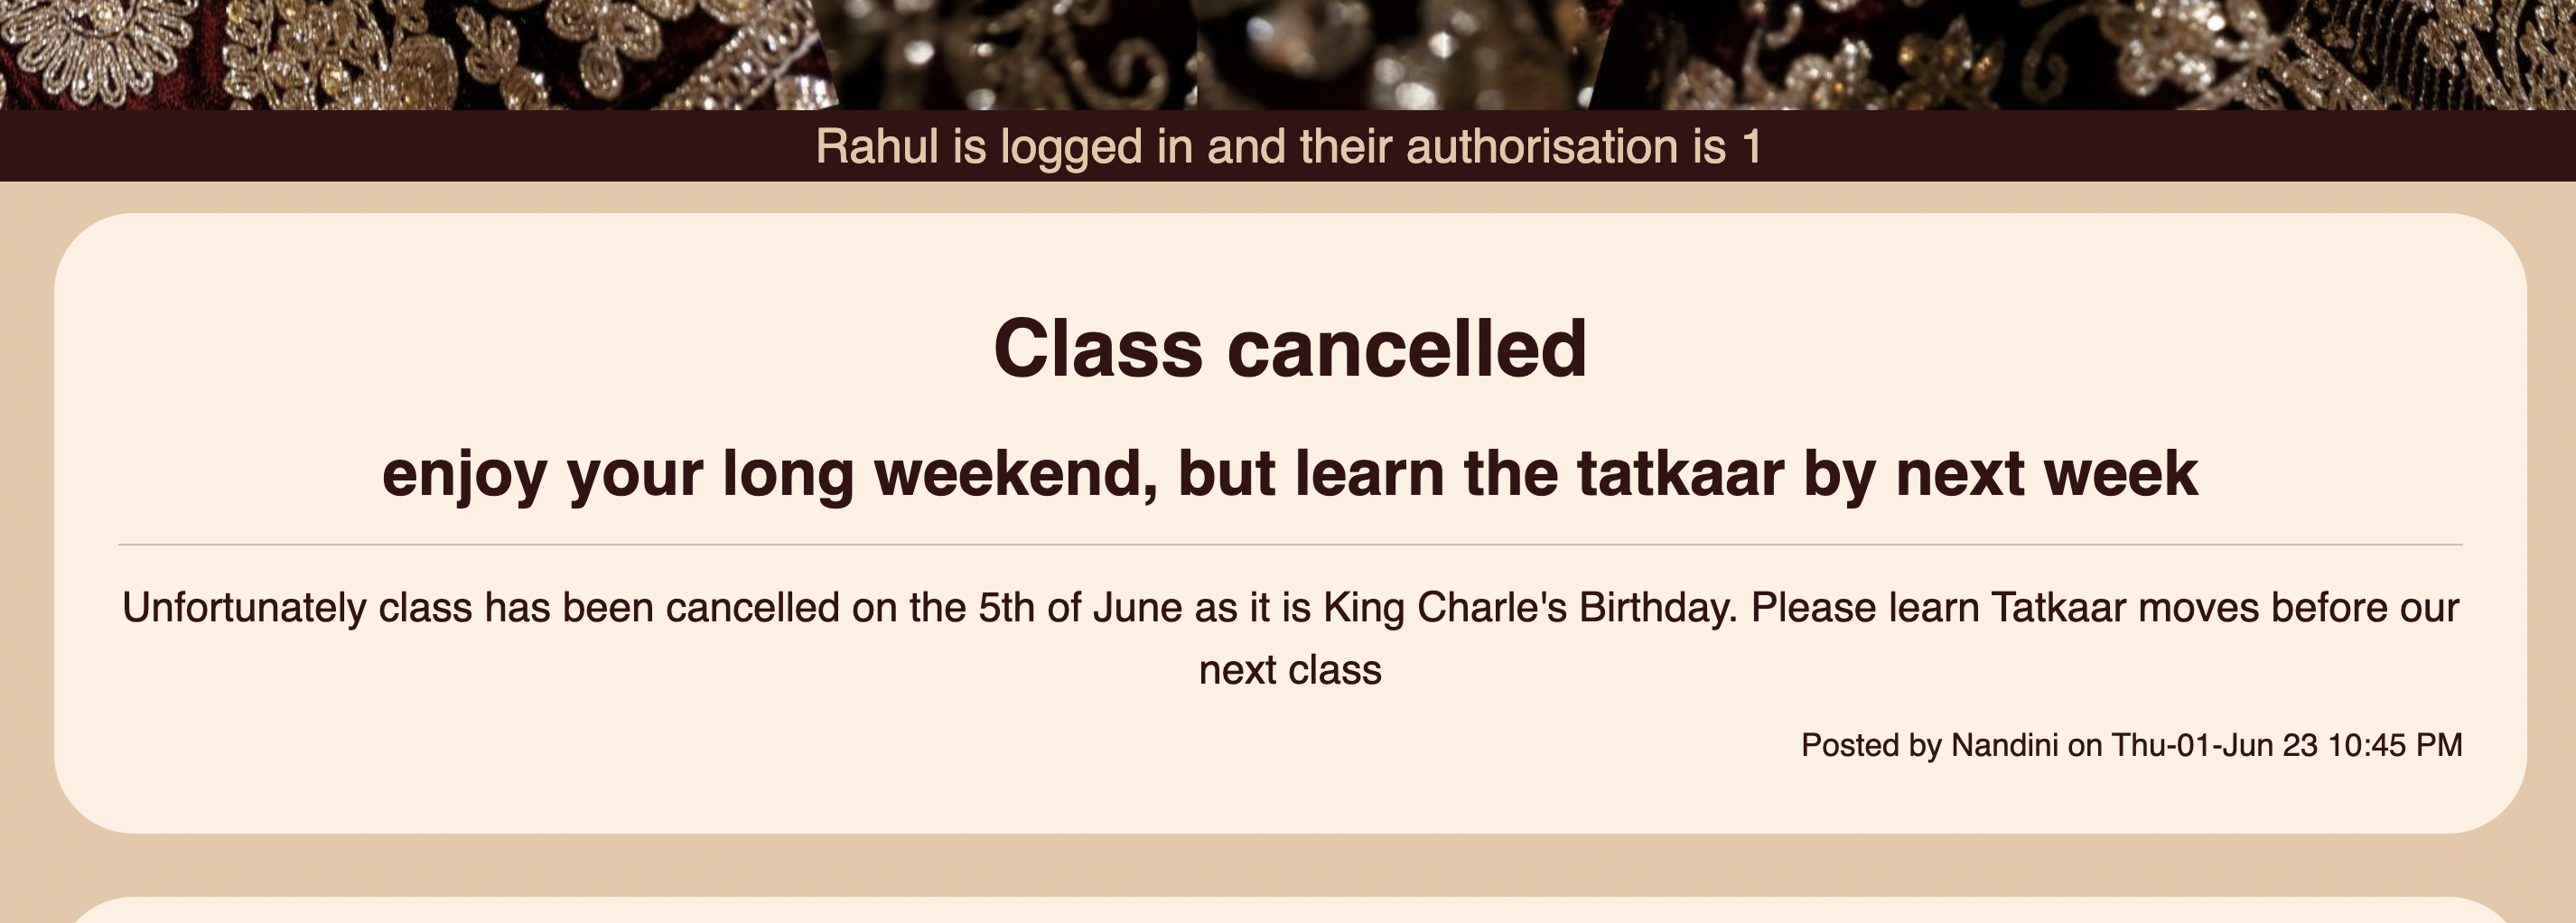 Rahul is logged in and their authorisation is 1
Class cancelled
enjoy your long weekend, but learn the tatkaar by next week
Unfortunately class has been cancelled on the 5th of June as it is King Charle's Birthday. Please learn Tatkaar moves before our
next class
Posted by Nandini on Thu-01-Jun 23 10:45 PM